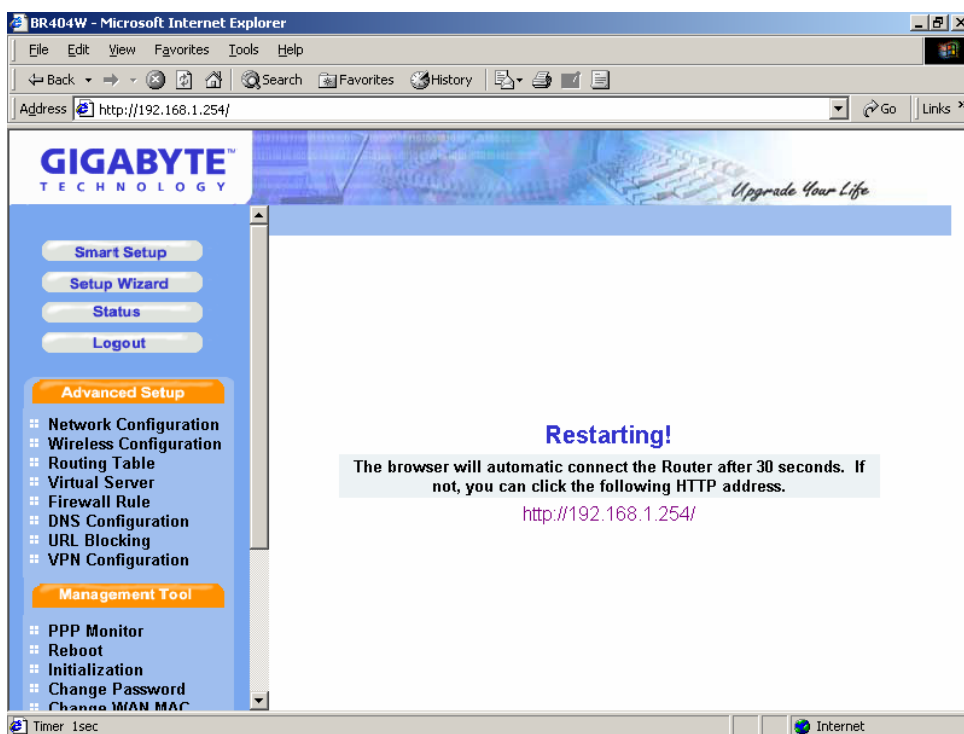 BR404W - Microsoft Internet Explorer
File Edit View Favorites Tools Help
Back Search Favorites History
Address http://192.168.1.254/ Go Links »
GIGABYTE™
TECHNOLOGY
Upgrade Your Life
Smart Setup
Setup Wizard
Status
Logout
Advanced Setup
Network Configuration
Wireless Configuration
Routing Table
Virtual Server
Firewall Rule
DNS Configuration
URL Blocking
VPN Configuration
Management Tool
PPP Monitor
Reboot
Initialization
Change Password
Change WAN MAC
Restarting!
The browser will automatic connect the Router after 30 seconds. If
not, you can click the following HTTP address.
http://192.168.1.254/
Timer 1sec Internet